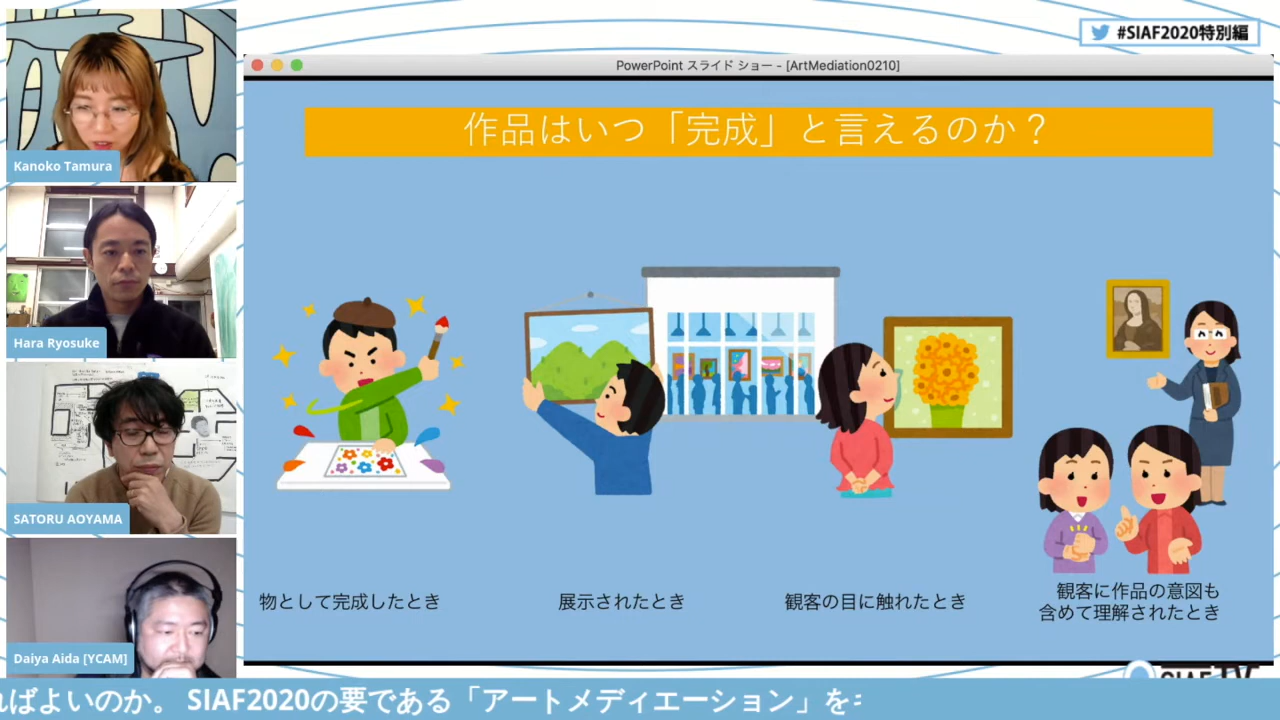 #SIAF2020特別編
PowerPoint スライド ショー - [ArtMediation0210]
作品はいつ「完成」と言えるのか？
Kanoko Tamura
Hara Ryosuke
SATORU AOYAMA
Daiya Aida [YCAM]
物として完成したとき
展示されたとき
観客の目に触れたとき
観客に作品の意図も
含めて理解されたとき
ればよいのか。 SIAF2020の要である「アートメディエーション」を